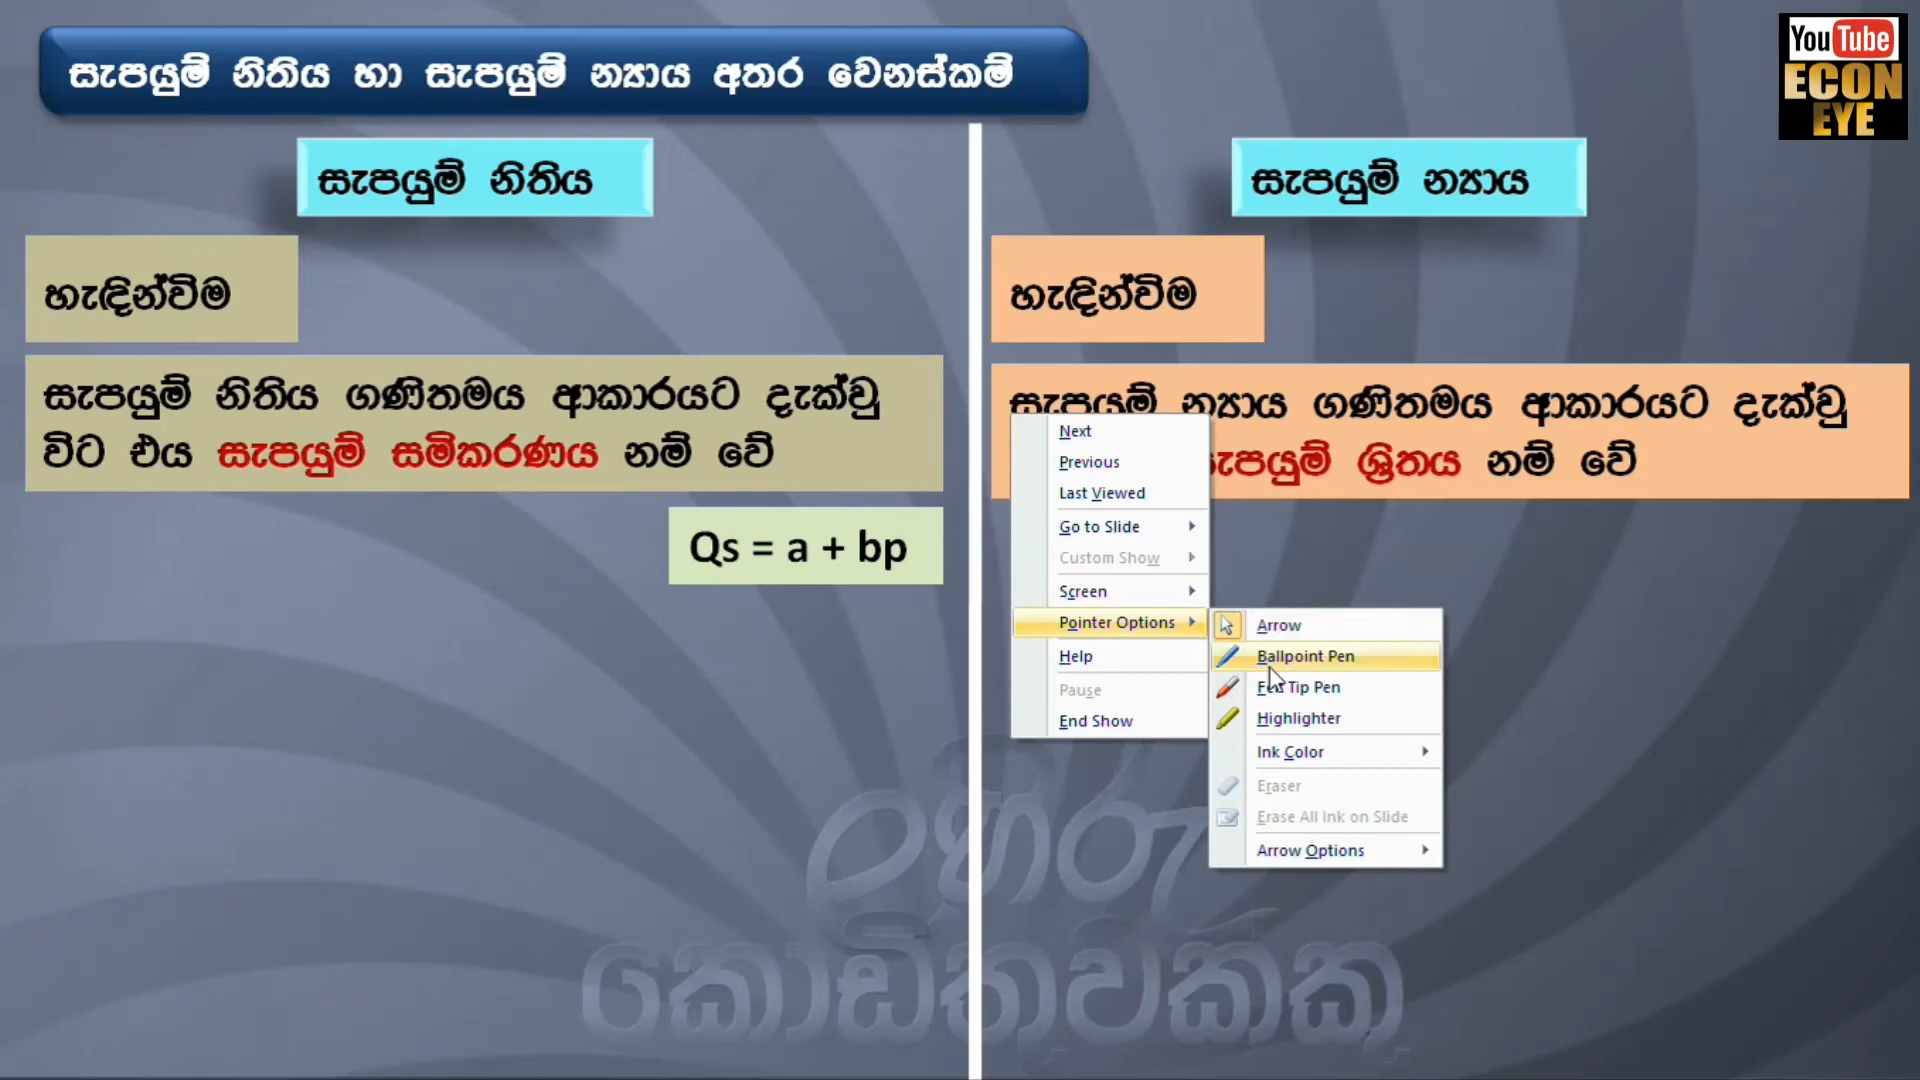 සැපයුම් නීතිය හා සැපයුම් න්‍යාය අතර වෙනස්කම්
YouTube
ECON
EYE
සැපයුම් නීතිය
හැඳින්වීම
සැපයුම් නීතිය ගණිතමය ආකාරයට දැක්වූ
විට එය සැපයුම් සමීකරණය නම් වේ
Qs = a + bp
සැපයුම් න්‍යාය
හැඳින්වීම
සැපයුම් න්‍යාය ගණිතමය ආකාරයට දැක්වූ
සැපයුම් ශ්‍රිතය නම් වේ
Next
Previous
Last Viewed
Go to Slide
Custom Show
Screen
Pointer Options
Help
Pause
End Show
Arrow
Ballpoint Pen
Felt Tip Pen
Highlighter
Ink Color
Eraser
Erase All Ink on Slide
Arrow Options